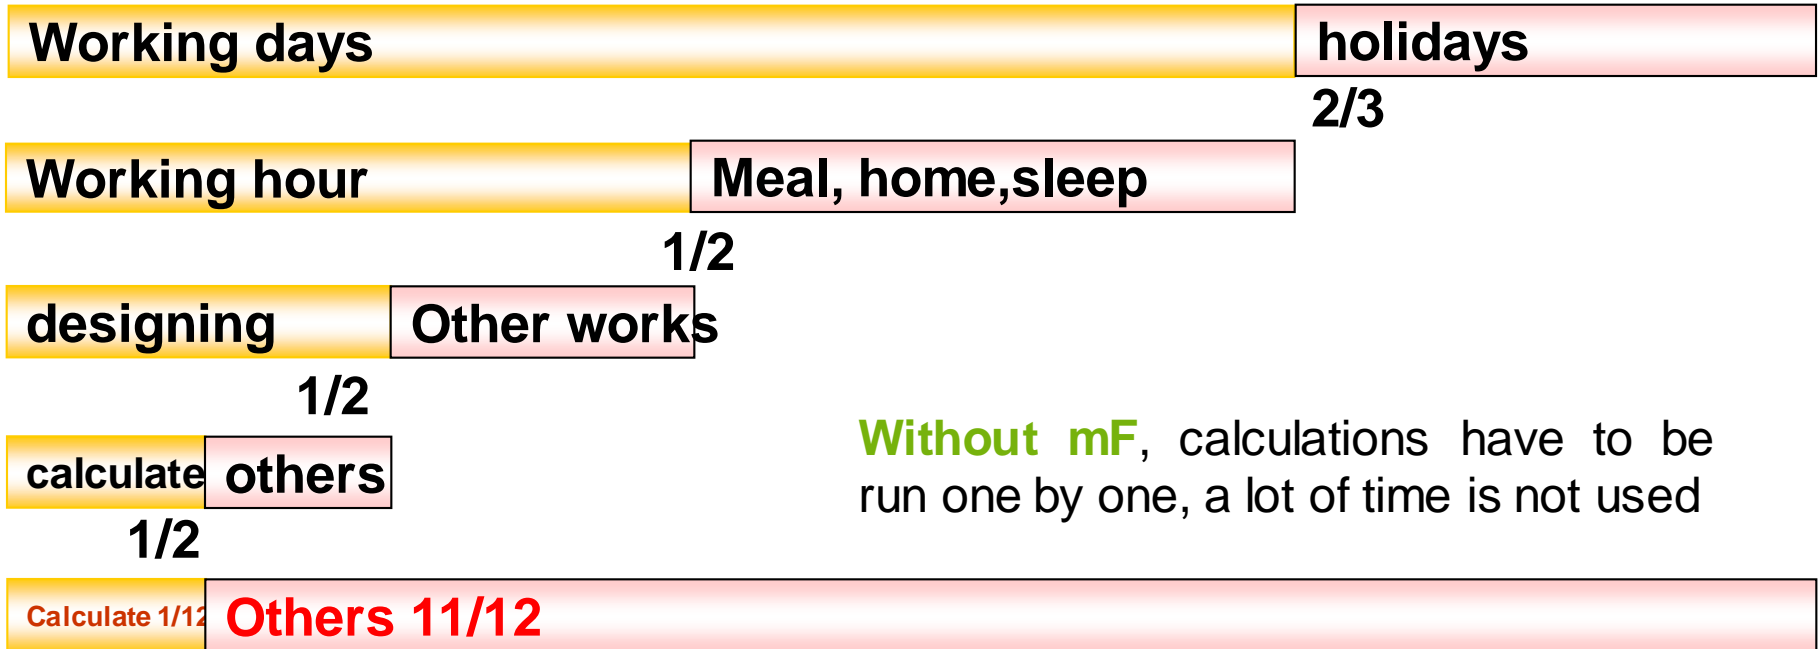 Working days holidays
2/3
Working hour Meal, home,sleep
1/2
designing Other works
1/2
calculate others
1/2
Without mF, calculations have to be
run one by one, a lot of time is not used
Calculate 1/12 Others 11/12